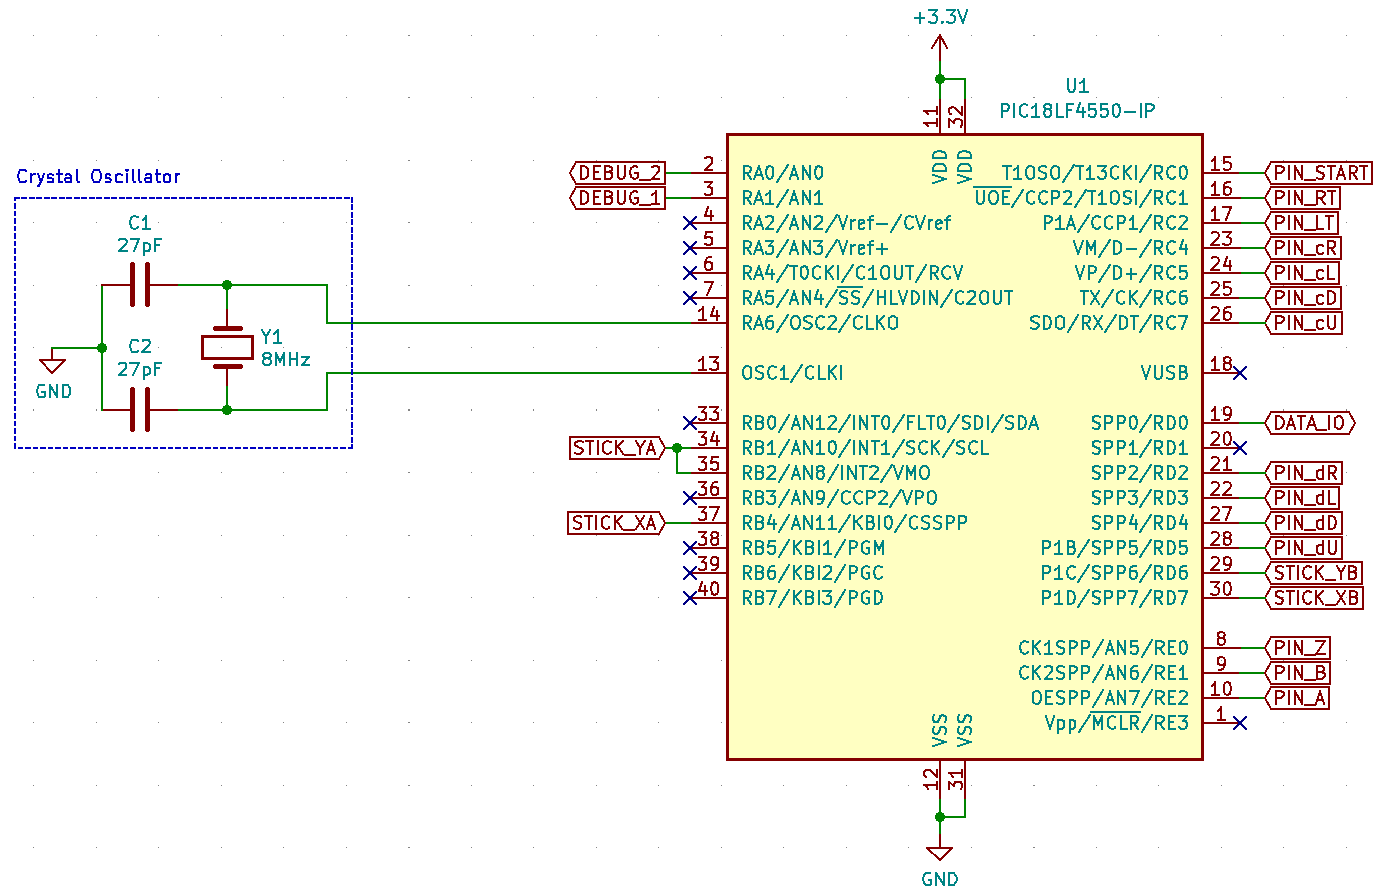 +3.3V
U1
PIC18LF4550-IP
11
32
VDD
VDD
Crystal Oscillator
C1
27pF
C2
27pF
Y1
8MHz
GND
DEBUG_2
2
RA0/AN0
DEBUG_1
3
RA1/AN1
4
RA2/AN2/Vref-/CVref
5
RA3/AN3/Vref+
6
RA4/T0CKI/C1OUT/RCV
7
RA5/AN4/SS/HLVDIN/C2OUT
14
RA6/OSC2/CLKO
13
OSC1/CLKI
33
RB0/AN12/INT0/FLT0/SDI/SDA
STICK_YA
34
RB1/AN10/INT1/SCK/SCL
35
RB2/AN8/INT2/VMO
36
RB3/AN9/CCP2/VPO
STICK_XA
37
RB4/AN11/KBI0/CSSPP
38
RB5/KBI1/PGM
39
RB6/KBI2/PGC
40
RB7/KBI3/PGD
T1OSO/T13CKI/RC0
15
PIN_START
UOE/CCP2/T1OSI/RC1
16
PIN_RT
P1A/CCP1/RC2
17
PIN_LT
VM/D-/RC4
23
PIN_cR
VP/D+/RC5
24
PIN_cL
TX/CK/RC6
25
PIN_cD
SDO/RX/DT/RC7
26
PIN_cU
VUSB
18
SPP0/RD0
19
DATA_IO
SPP1/RD1
20
SPP2/RD2
21
PIN_dR
SPP3/RD3
22
PIN_dL
SPP4/RD4
27
PIN_dD
P1B/SPP5/RD5
28
PIN_dU
P1C/SPP6/RD6
29
STICK_YB
P1D/SPP7/RD7
30
STICK_XB
CK1SPP/AN5/RE0
8
PIN_Z
CK2SPP/AN6/RE1
9
PIN_B
OESPP/AN7/RE2
10
PIN_A
Vpp/MCLR/RE3
1
VSS
VSS
12
31
GND